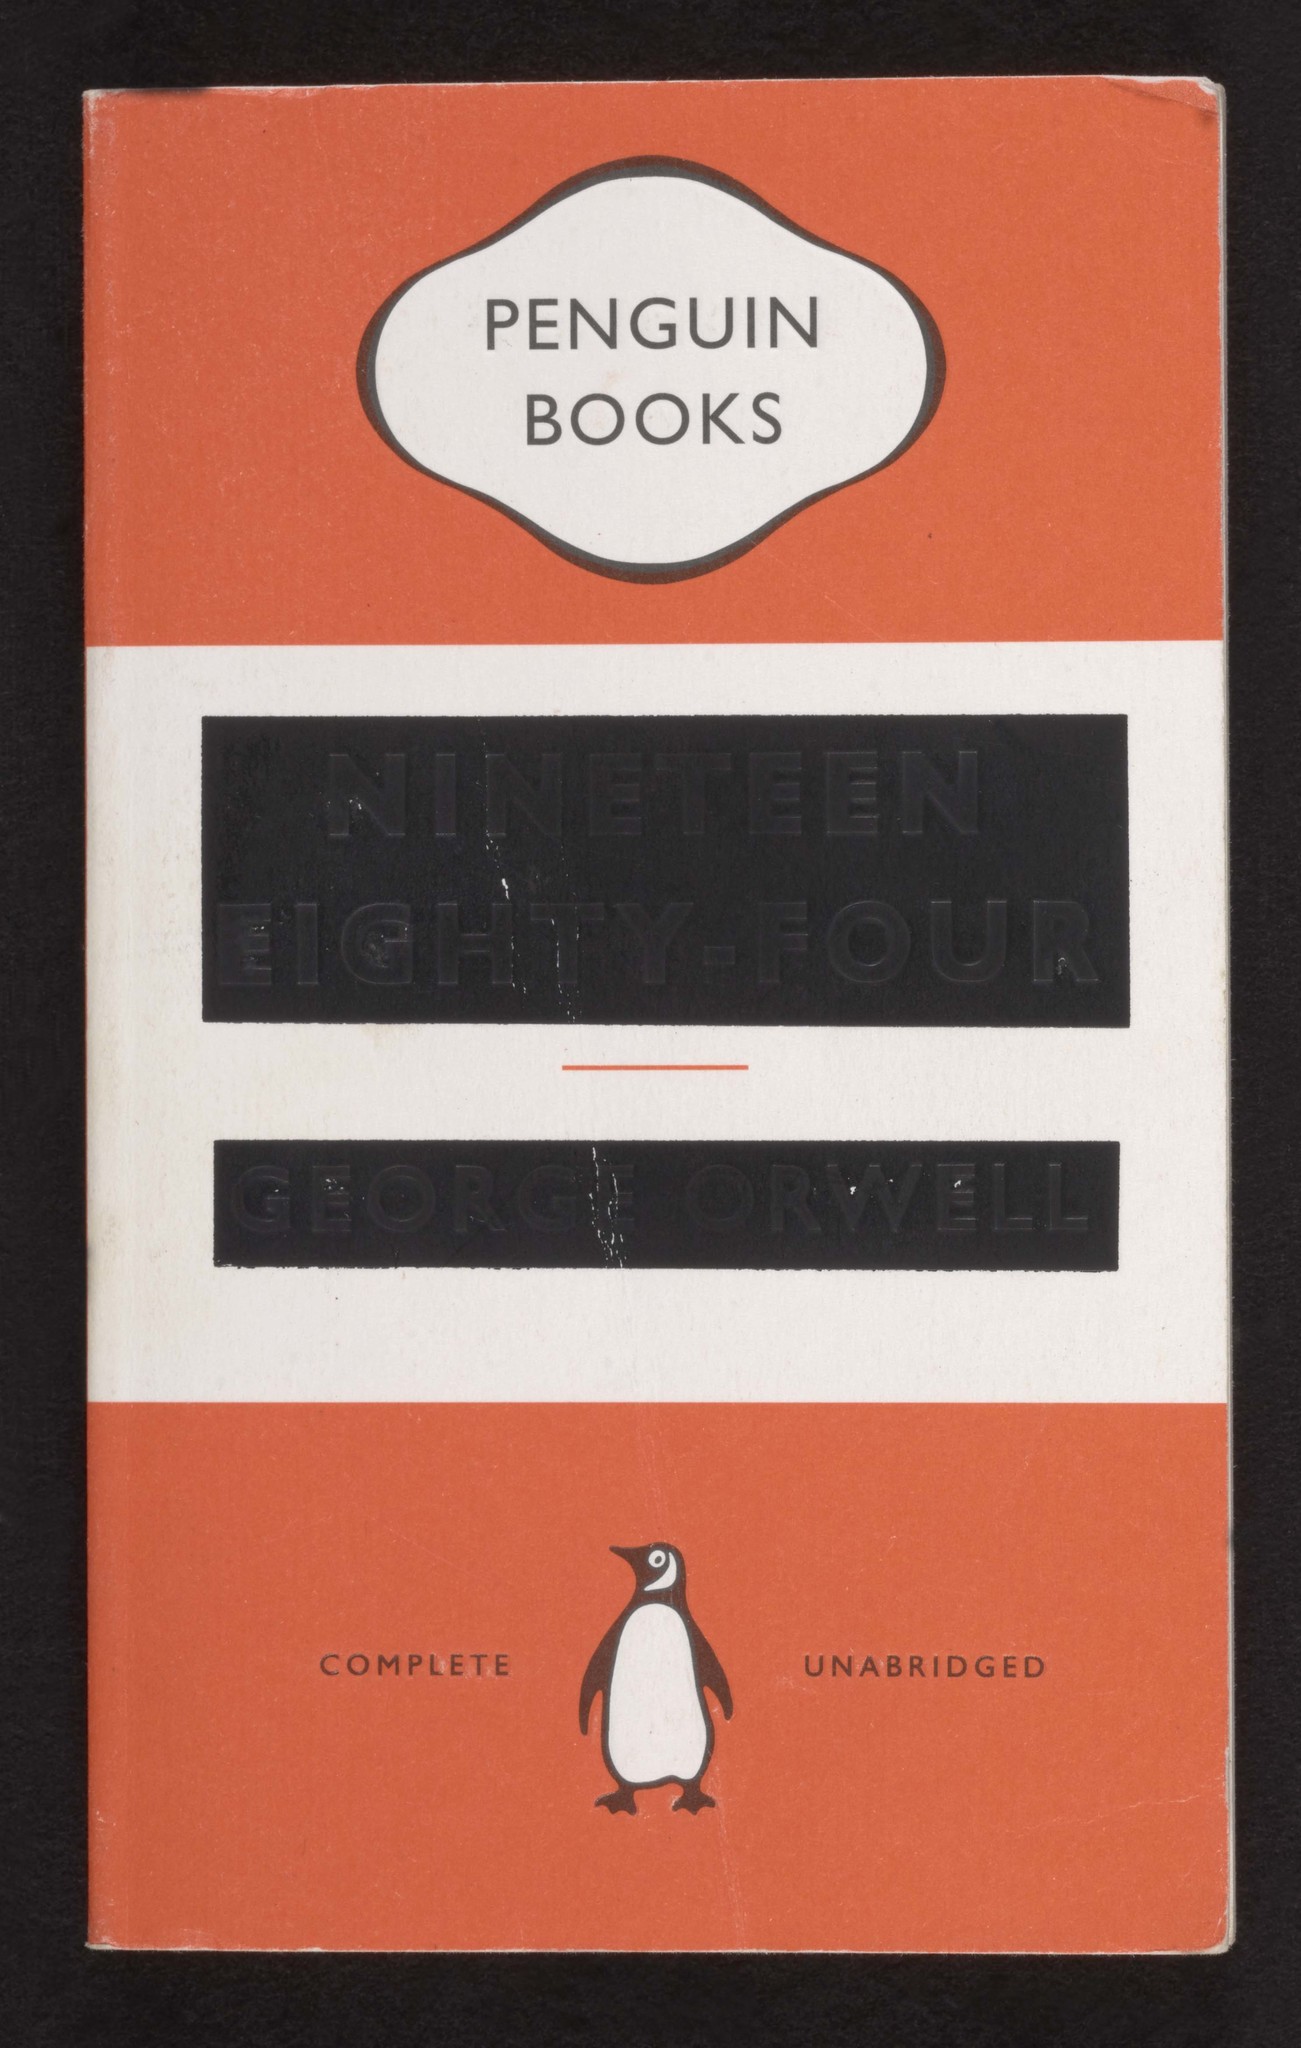 PENGUIN
BOOKS
NINETEEN
EIGHTY-FOUR
GEORGE ORWELL
COMPLETE UNABRIDGED